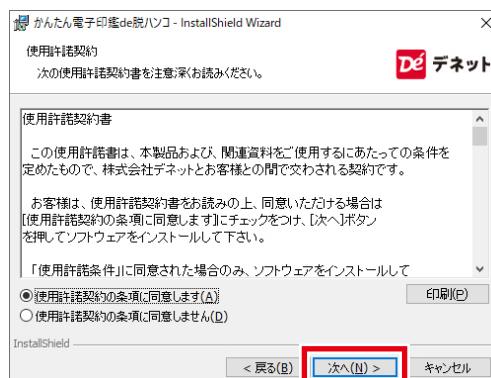 かんたん電子印鑑de脱ハンコ - InstallShield Wizard
使用許諾契約
次の使用許諾契約書を注意深くお読みください。
Dé デネット
使用許諾契約書
この使用許諾書は、本製品および、関連資料をご使用するにあたっての条件を
定めたもので、株式会社デネットとお客様との間で交わされる契約です。
お客様は、使用許諾契約書をお読みの上、同意いただける場合は
[使用許諾契約の条項に同意します]にチェックをつけ、[次へ]ボタン
を押してソフトウェアをインストールして下さい。
「使用許諾条件」に同意された場合のみ、ソフトウェアをインストールして
使用許諾契約の条項に同意します(A)
印刷(P)
使用許諾契約の条項に同意しません(D)
InstallShield
< 戻る(B)
次へ(N) >
キャンセル